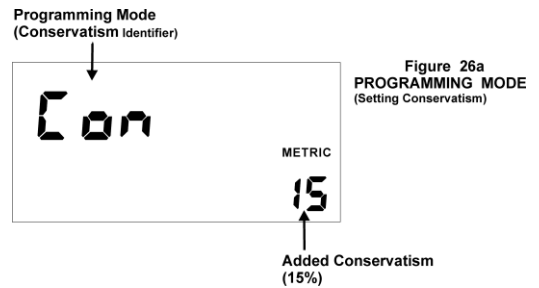 Programming Mode
(Conservatism Identifier)
Figure 26a
PROGRAMMING MODE
(Setting Conservatism)
Con
METRIC
15
Added Conservatism
(15%)